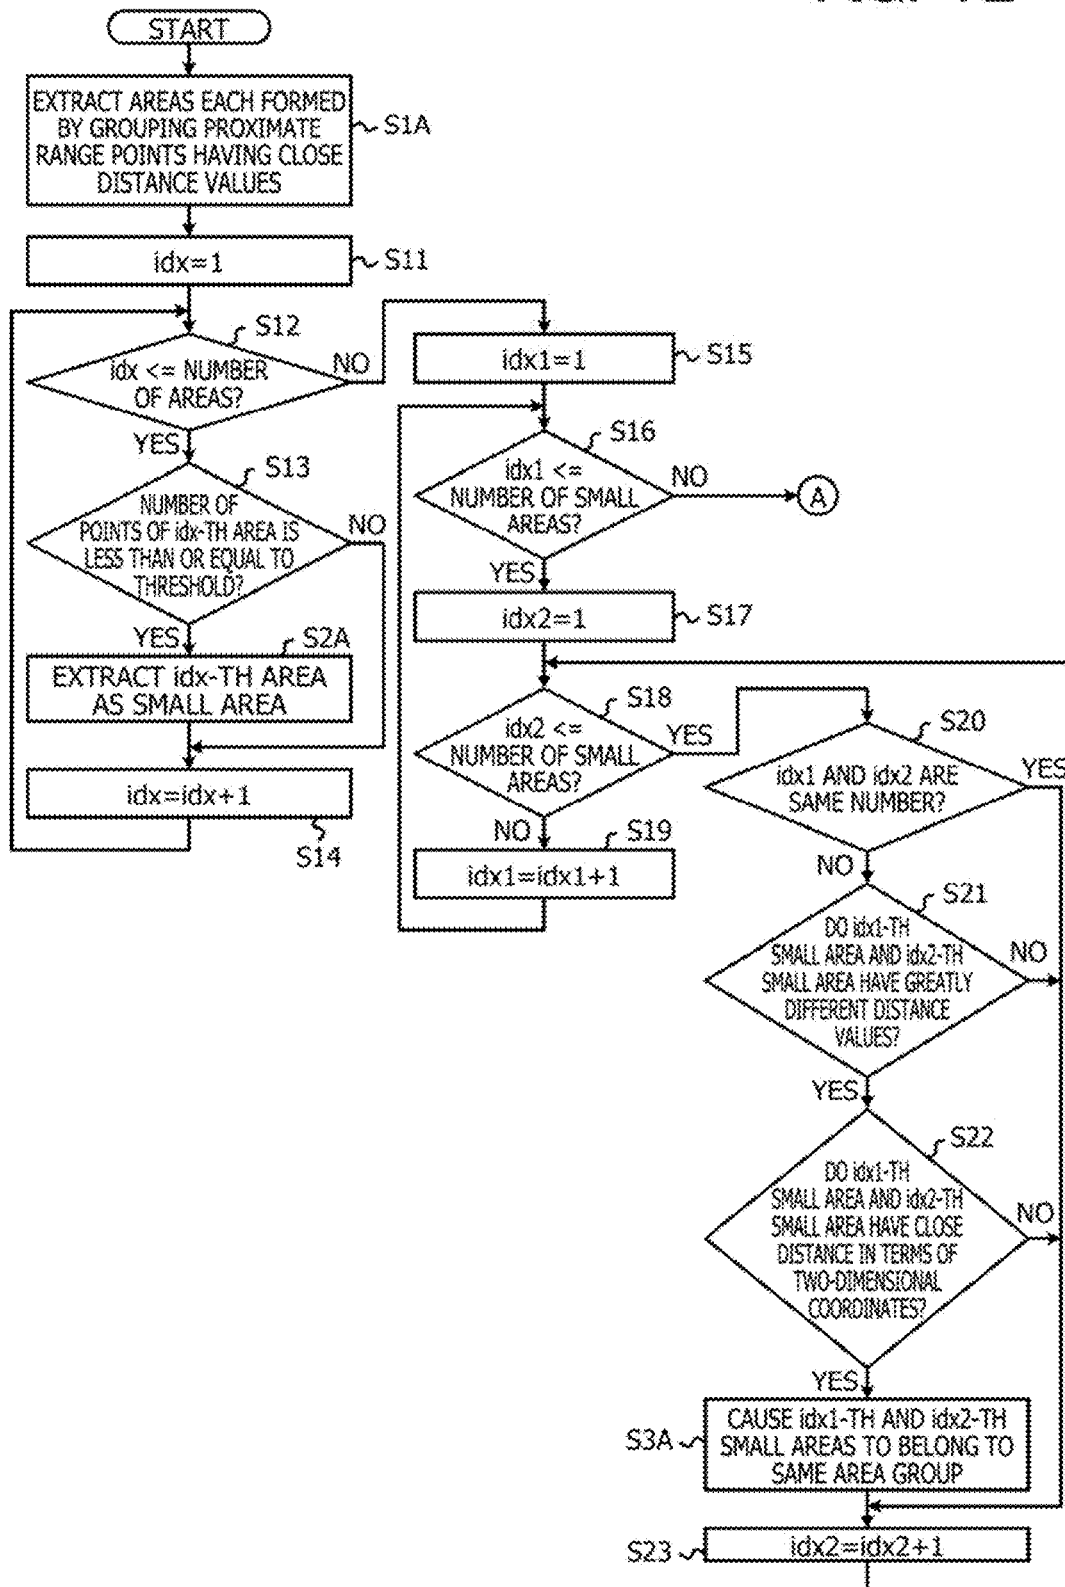 START
EXTRACT AREAS EACH FORMED
BY GROUPING PROXIMATE
RANGE POINTS HAVING CLOSE
DISTANCE VALUES
S1A
idx=1
S11
S12
idx <= NUMBER
OF AREAS?
NO
YES
S13
NUMBER OF
POINTS OF idx-TH AREA IS
LESS THAN OR EQUAL TO
THRESHOLD?
NO
YES
S2A
EXTRACT idx-TH AREA
AS SMALL AREA
idx=idx+1
S14
idx1=1
S15
S16
idx1 <=
NUMBER OF SMALL
AREAS?
NO
A
YES
idx2=1
S17
S18
idx2 <=
NUMBER OF SMALL
AREAS?
YES
NO
S19
idx1=idx1+1
S20
idx1 AND idx2 ARE
SAME NUMBER?
YES
NO
S21
DO idx1-TH
SMALL AREA AND idx2-TH
SMALL AREA HAVE GREATLY
DIFFERENT DISTANCE
VALUES?
NO
YES
S22
DO idx1-TH
SMALL AREA AND idx2-TH
SMALL AREA HAVE CLOSE
DISTANCE IN TERMS OF
TWO-DIMENSIONAL
COORDINATES?
NO
YES
S3A
CAUSE idx1-TH AND idx2-TH
SMALL AREAS TO BELONG TO
SAME AREA GROUP
S23
idx2=idx2+1